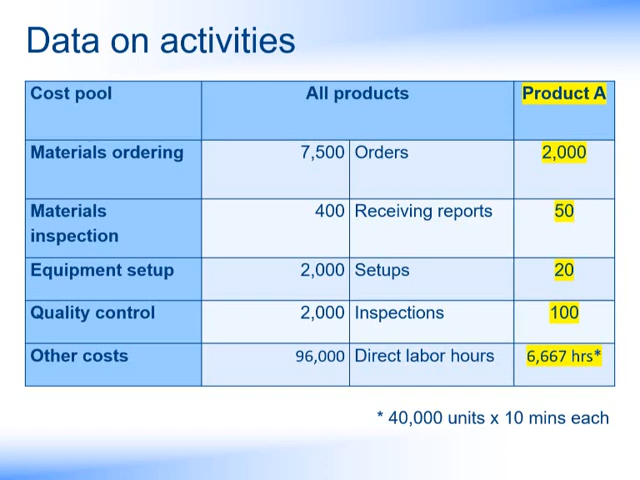 Data on activities
Cost pool All products Product A
Materials ordering 7,500 Orders 2,000
Materials 400 Receiving reports 50
inspection
Equipment setup 2,000 Setups 20
Quality control 2,000 Inspections 100
Other costs 96,000 Direct labor hours 6,667 hrs*
* 40,000 units x 10 mins each